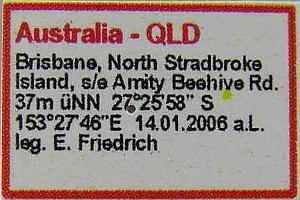 Australia - QLD
Brisbane, North Stradbroke
Island, s/e Amity Beehive Rd.
37m üNN 27°25'58" S
153°27'46"E 14.01.2006 a.L.
leg. E. Friedrich